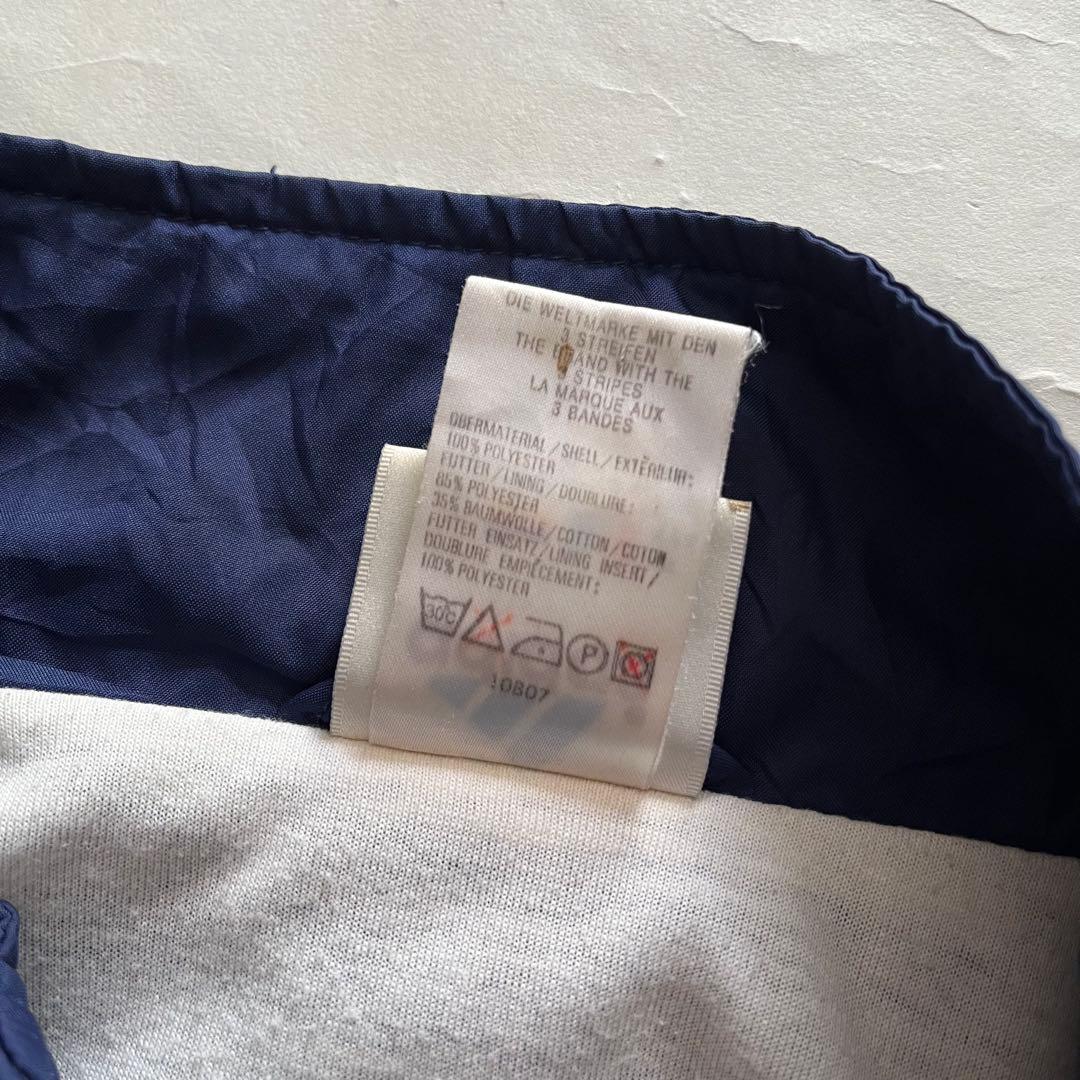 DIE WELTMARKE MIT DEN
3 STREIFEN
THE BRAND WITH THE
STRIPES
LA MARQUE AUX
3 BANDES
OBERMATERIAL/SHELL/EXTÉRIEUR:
100% POLYESTER
FUTTER/LINING/DOUBLURE:
65% POLYESTER
35% BAUMWOLLE/COTTON/COTON
FUTTER EINSATZ/LINING INSERT/
DOUBLURE EMPIÈCEMENT:
100% POLYESTER
30C P
10807